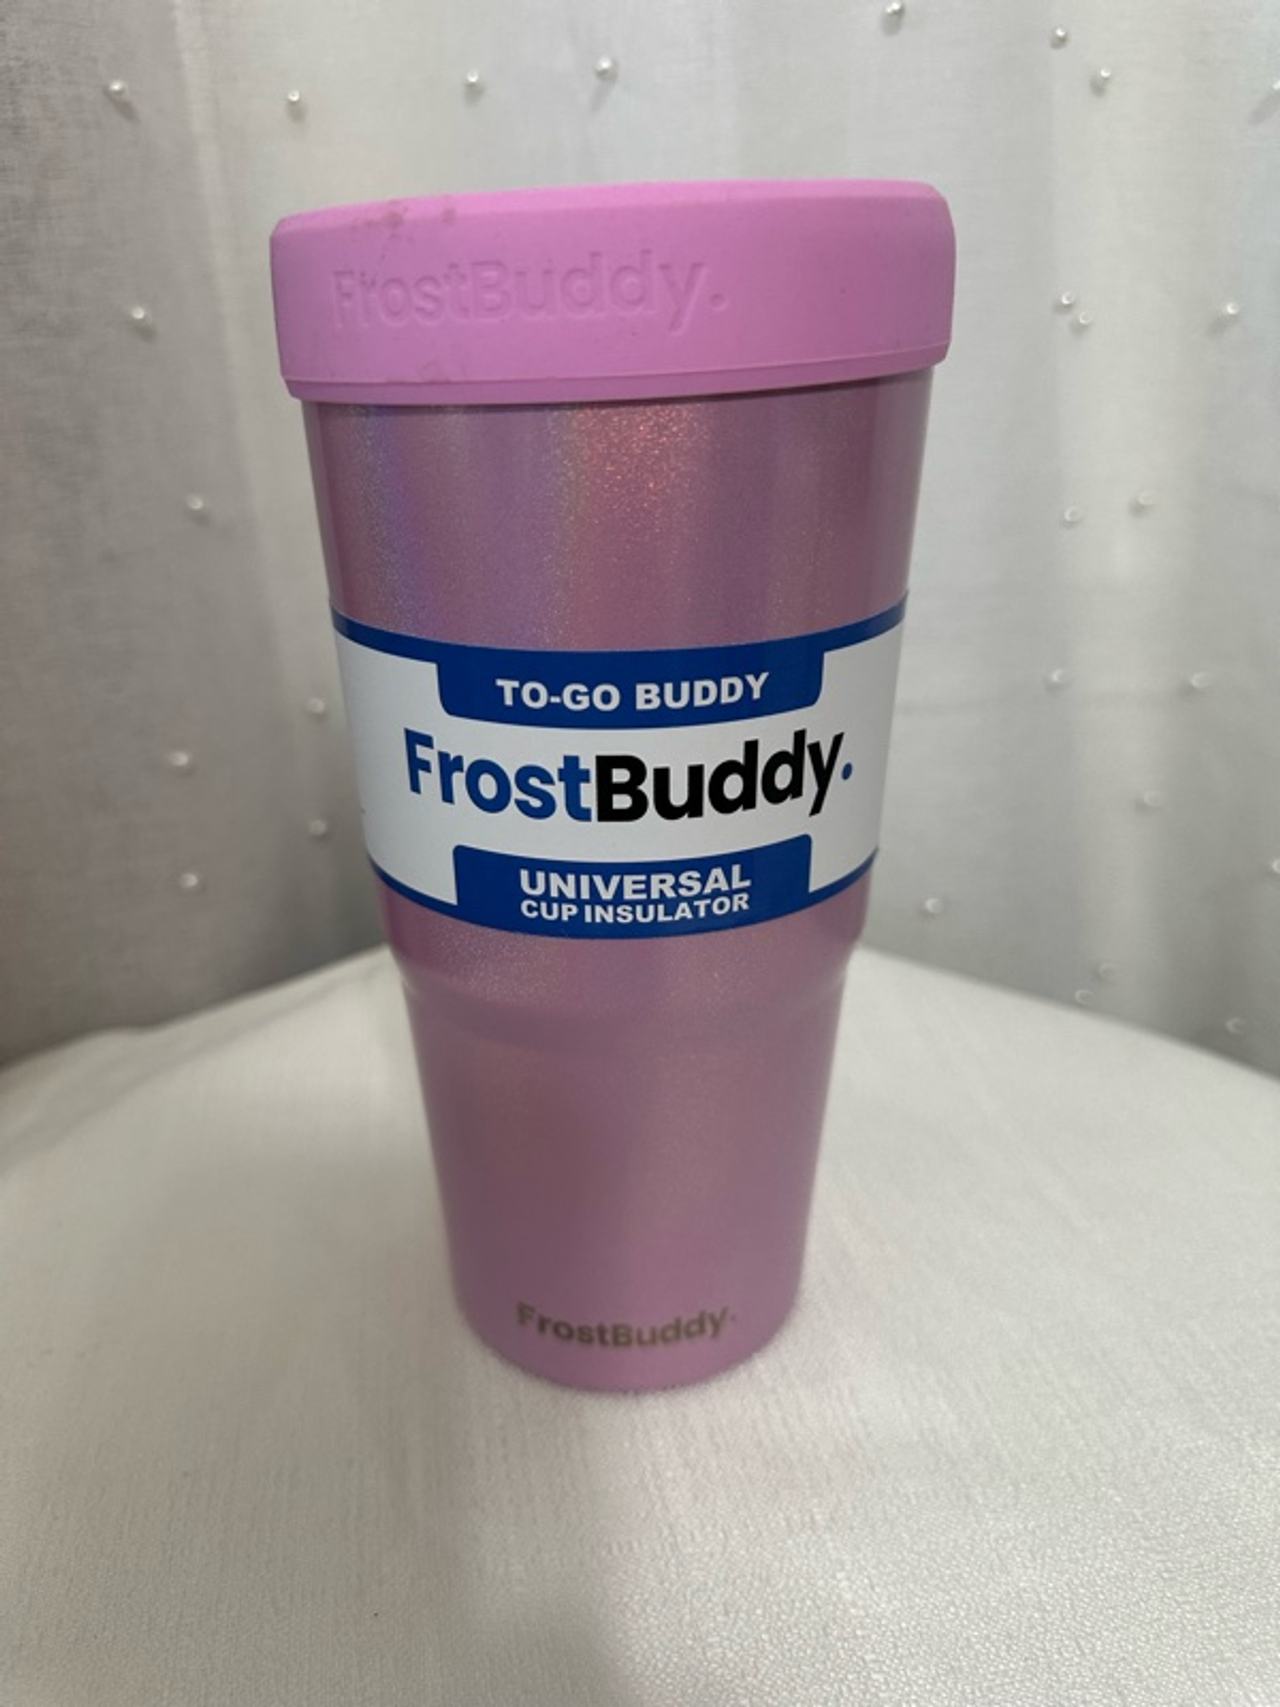 FrostBuddy.
TO-GO BUDDY
FrostBuddy.
UNIVERSAL
CUP INSULATOR
FrostBuddy.